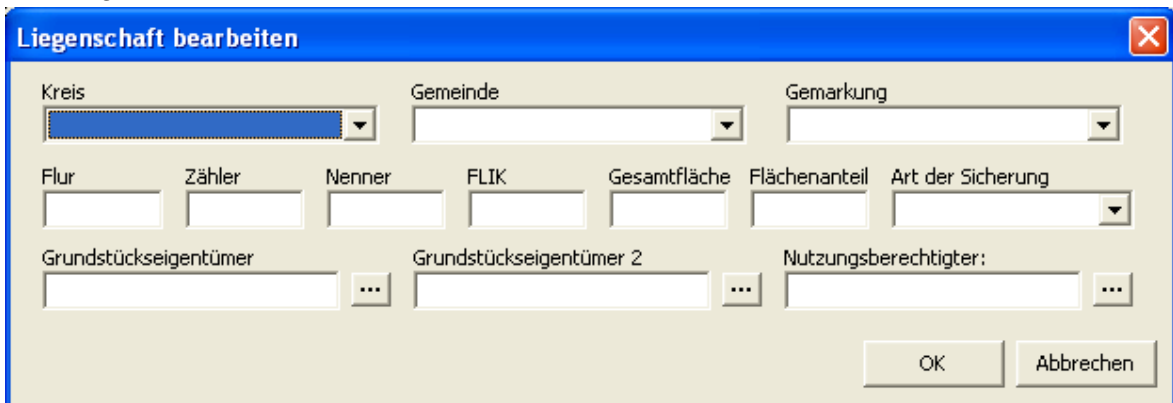 Liegenschaft bearbeiten
Kreis Gemeinde Gemarkung
Flur Zähler Nenner FLIK Gesamtfläche Flächenanteil Art der Sicherung
Grundstückseigentümer Grundstückseigentümer 2 Nutzungsberechtigter:
... ... ...
OK Abbrechen